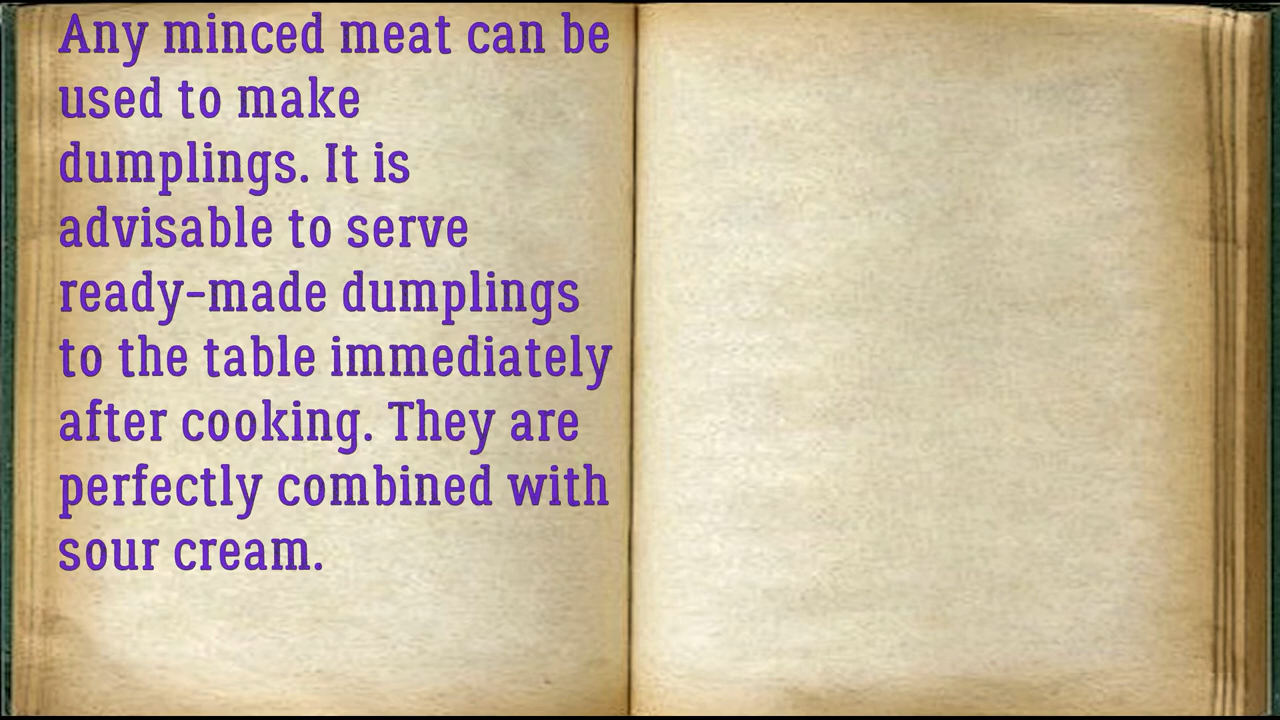 Any minced meat can be
used to make
dumplings. It is
advisable to serve
ready-made dumplings
to the table immediately
after cooking. They are
perfectly combined with
sour cream.